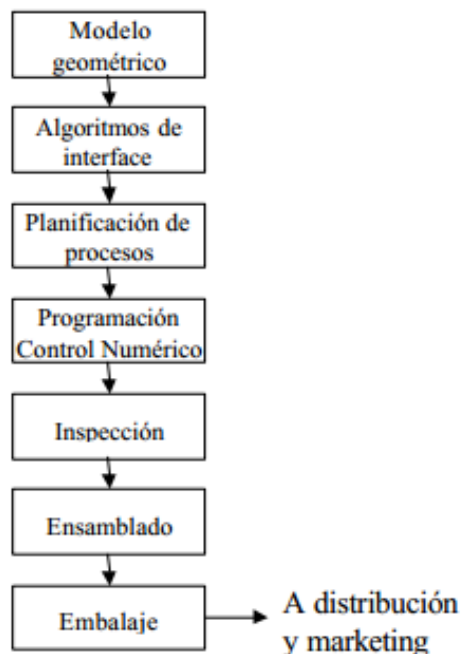 Modelo
geométrico
Algoritmos de
interface
Planificación de
procesos
Programación
Control Numérico
Inspección
Ensamblado
Embalaje
A distribución
y marketing